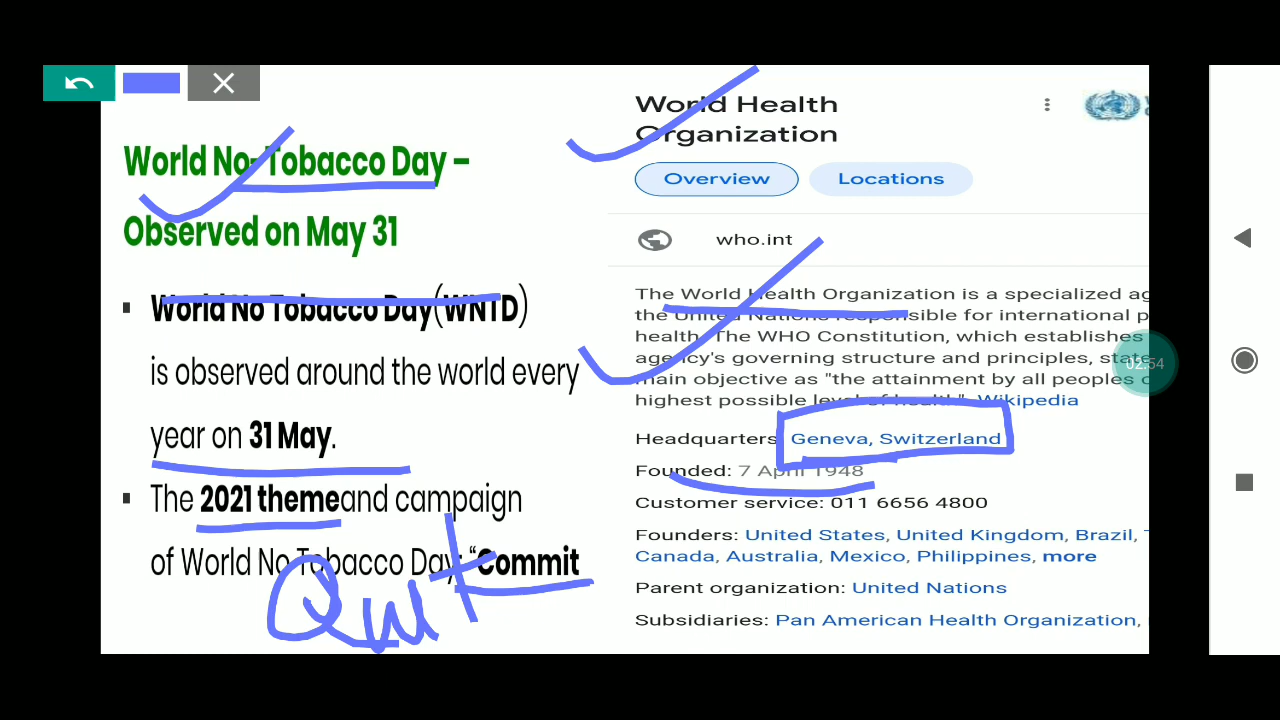 World No-Tobacco Day –
Observed on May 31
▪ World No Tobacco Day(WNTD)
is observed around the world every
year on 31 May.
▪ The 2021 themeand campaign
of World No Tobacco Day: “Commit
Quit
World Health
Organization
Overview
Locations
who.int
The World Health Organization is a specialized ag
the United Nations responsible for international p
health. The WHO Constitution, which establishes
agency's governing structure and principles, state
main objective as "the attainment by all peoples o
highest possible level of health". Wikipedia
Headquarters: Geneva, Switzerland
Founded: 7 April 1948
Customer service: 011 6656 4800
Founders: United States, United Kingdom, Brazil, T
Canada, Australia, Mexico, Philippines, more
Parent organization: United Nations
Subsidiaries: Pan American Health Organization,
02:54